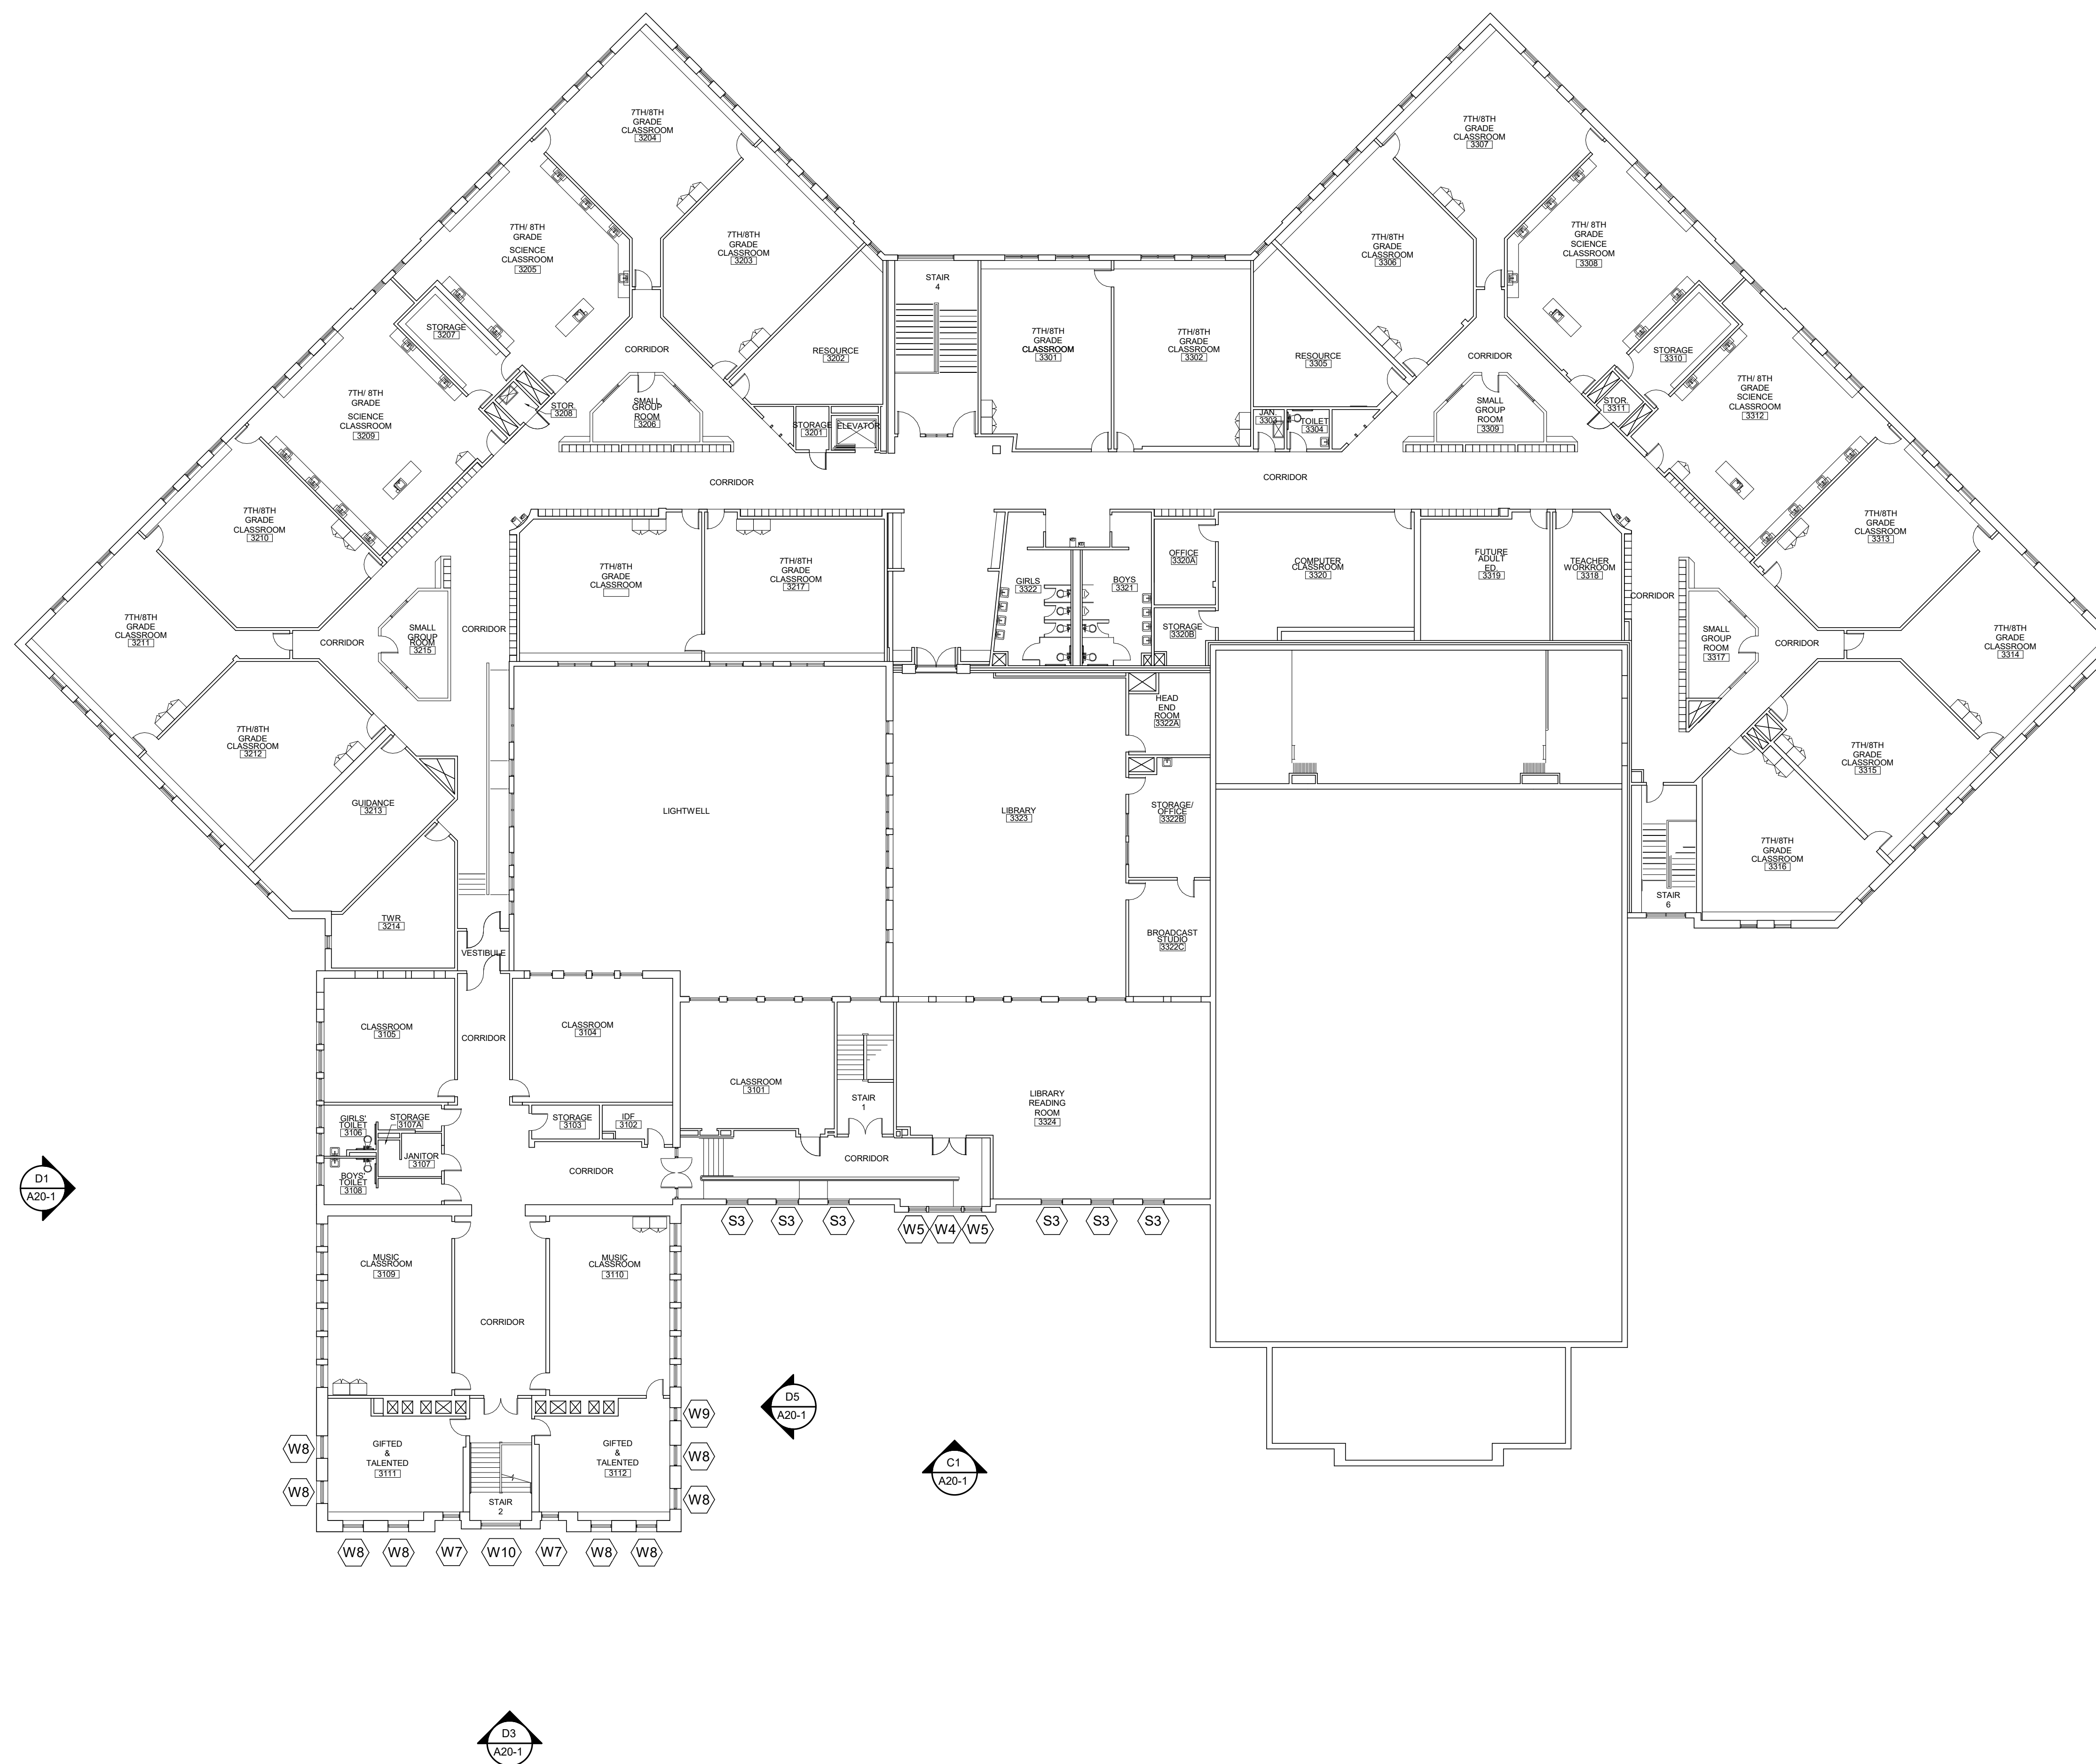 7TH/8TH
GRADE
CLASSROOM
3204
7TH/8TH
GRADE
CLASSROOM
3307
7TH/ 8TH
GRADE
SCIENCE
CLASSROOM
3205
7TH/8TH
GRADE
CLASSROOM
3203
STAIR
4
7TH/8TH
GRADE
CLASSROOM
3306
7TH/ 8TH
GRADE
SCIENCE
CLASSROOM
3308
STORAGE
3207
CORRIDOR
RESOURCE
3202
7TH/8TH
GRADE
CLASSROOM
3301
7TH/8TH
GRADE
CLASSROOM
3302
RESOURCE
3305
CORRIDOR
STORAGE
3310
7TH/ 8TH
GRADE
SCIENCE
CLASSROOM
3209
STOR.
3208
SMALL
GROUP
ROOM
3206
STORAGE
3201
ELEVATOR
JAN.
3303
TOILET
3304
SMALL
GROUP
ROOM
3309
STOR.
3311
7TH/ 8TH
GRADE
SCIENCE
CLASSROOM
3312
CORRIDOR
CORRIDOR
7TH/8TH
GRADE
CLASSROOM
3210
7TH/8TH
GRADE
CLASSROOM
3313
7TH/8TH
GRADE
CLASSROOM
7TH/8TH
GRADE
CLASSROOM
3217
GIRLS
3322
BOYS
3321
OFFICE
3320A
COMPUTER
CLASSROOM
3320
FUTURE
ADULT
ED.
3319
TEACHER
WORKROOM
3318
STORAGE
3320B
CORRIDOR
7TH/8TH
GRADE
CLASSROOM
3211
CORRIDOR
SMALL
GROUP
ROOM
3215
CORRIDOR
SMALL
GROUP
ROOM
3317
CORRIDOR
7TH/8TH
GRADE
CLASSROOM
3314
7TH/8TH
GRADE
CLASSROOM
3212
HEAD
END
ROOM
3322A
7TH/8TH
GRADE
CLASSROOM
3315
GUIDANCE
3213
LIGHTWELL
LIBRARY
3323
STORAGE/
OFFICE
3322B
7TH/8TH
GRADE
CLASSROOM
3316
STAIR
6
TWR
3214
VESTIBULE
BROADCAST
STUDIO
3322C
CLASSROOM
3105
CORRIDOR
CLASSROOM
3104
CLASSROOM
3101
STAIR
1
LIBRARY
READING
ROOM
3324
GIRLS'
TOILET
3106
STORAGE
3107A
STORAGE
3103
IDF
3102
JANITOR
3107
BOYS'
TOILET
3108
CORRIDOR
CORRIDOR
D1
A20-1
S3
S3
S3
W5
W4
W5
S3
S3
S3
MUSIC
CLASSROOM
3109
MUSIC
CLASSROOM
3110
CORRIDOR
D5
A20-1
W9
W8
GIFTED
&
TALENTED
3111
GIFTED
&
TALENTED
3112
W8
W8
W8
C1
A20-1
STAIR
2
W8
W8
W7
W10
W7
W8
W8
D3
A20-1